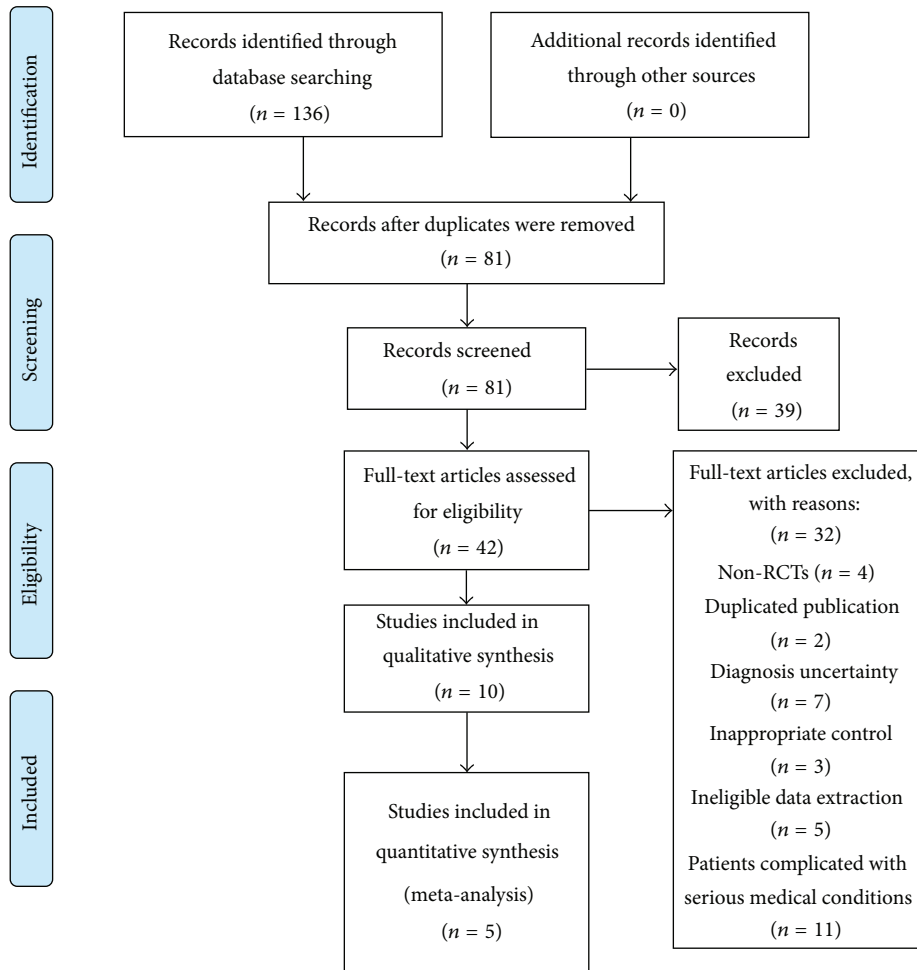 Identification
Records identified through
database searching
(n = 136)
Additional records identified
through other sources
(n = 0)
Records after duplicates were removed
(n = 81)
Screening
Records screened
(n = 81)
Records
excluded
(n = 39)
Eligibility
Full-text articles assessed
for eligibility
(n = 42)
Full-text articles excluded,
with reasons:
(n = 32)
Non-RCTs (n = 4)
Duplicated publication
(n = 2)
Diagnosis uncertainty
(n = 7)
Inappropriate control
(n = 3)
Ineligible data extraction
(n = 5)
Patients complicated with
serious medical conditions
(n = 11)
Studies included in
qualitative synthesis
(n = 10)
Included
Studies included in
quantitative synthesis
(meta-analysis)
(n = 5)